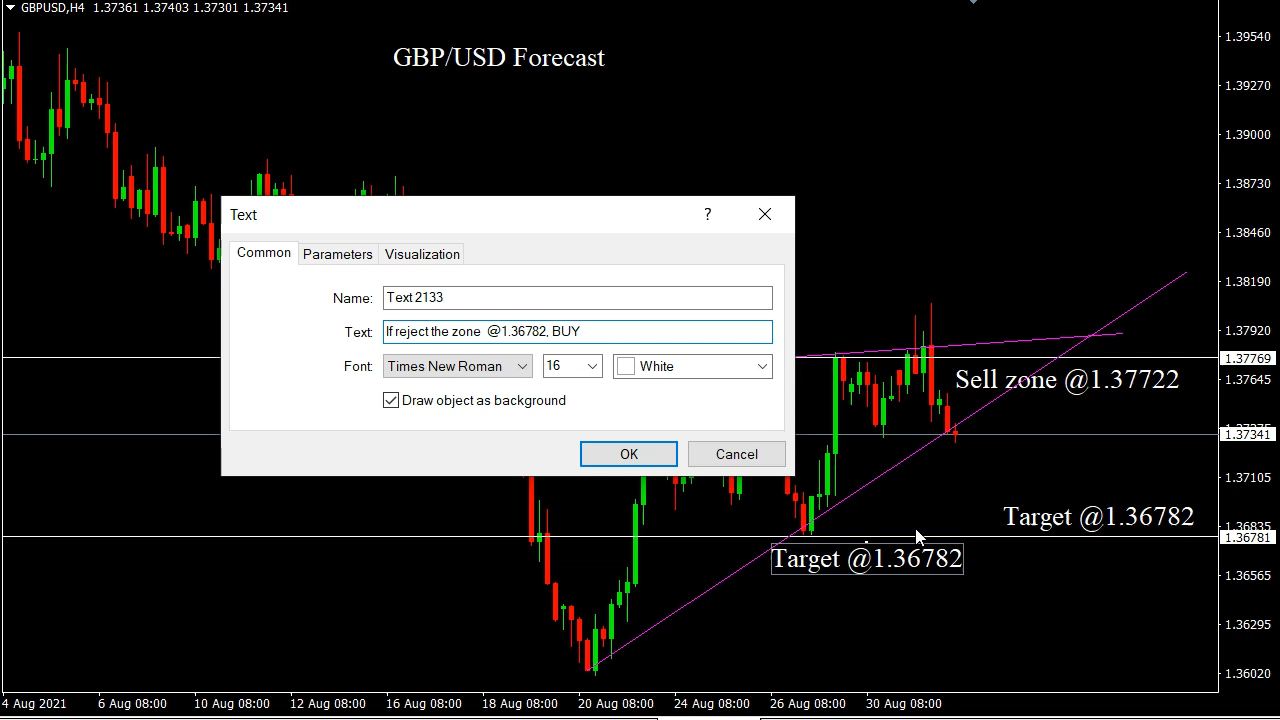 GBPUSD,H4 1.37361 1.37403 1.37301 1.37341
GBP/USD Forecast
1.39540
1.39270
1.39000
1.38730
1.38460
1.38190
1.37920
1.37769
1.37645
1.37341
1.37105
1.36835
1.36781
1.36565
1.36295
1.36020
Text ?
Common Parameters Visualization
Name: Text 2133
Text: If reject the zone @1.36782, BUY
Font: Times New Roman 16 White
Draw object as background
OK Cancel
Sell zone @1.37722
Target @1.36782
Target @1.36782
4 Aug 2021 6 Aug 08:00 10 Aug 08:00 12 Aug 08:00 16 Aug 08:00 18 Aug 08:00 20 Aug 08:00 24 Aug 08:00 26 Aug 08:00 30 Aug 08:00